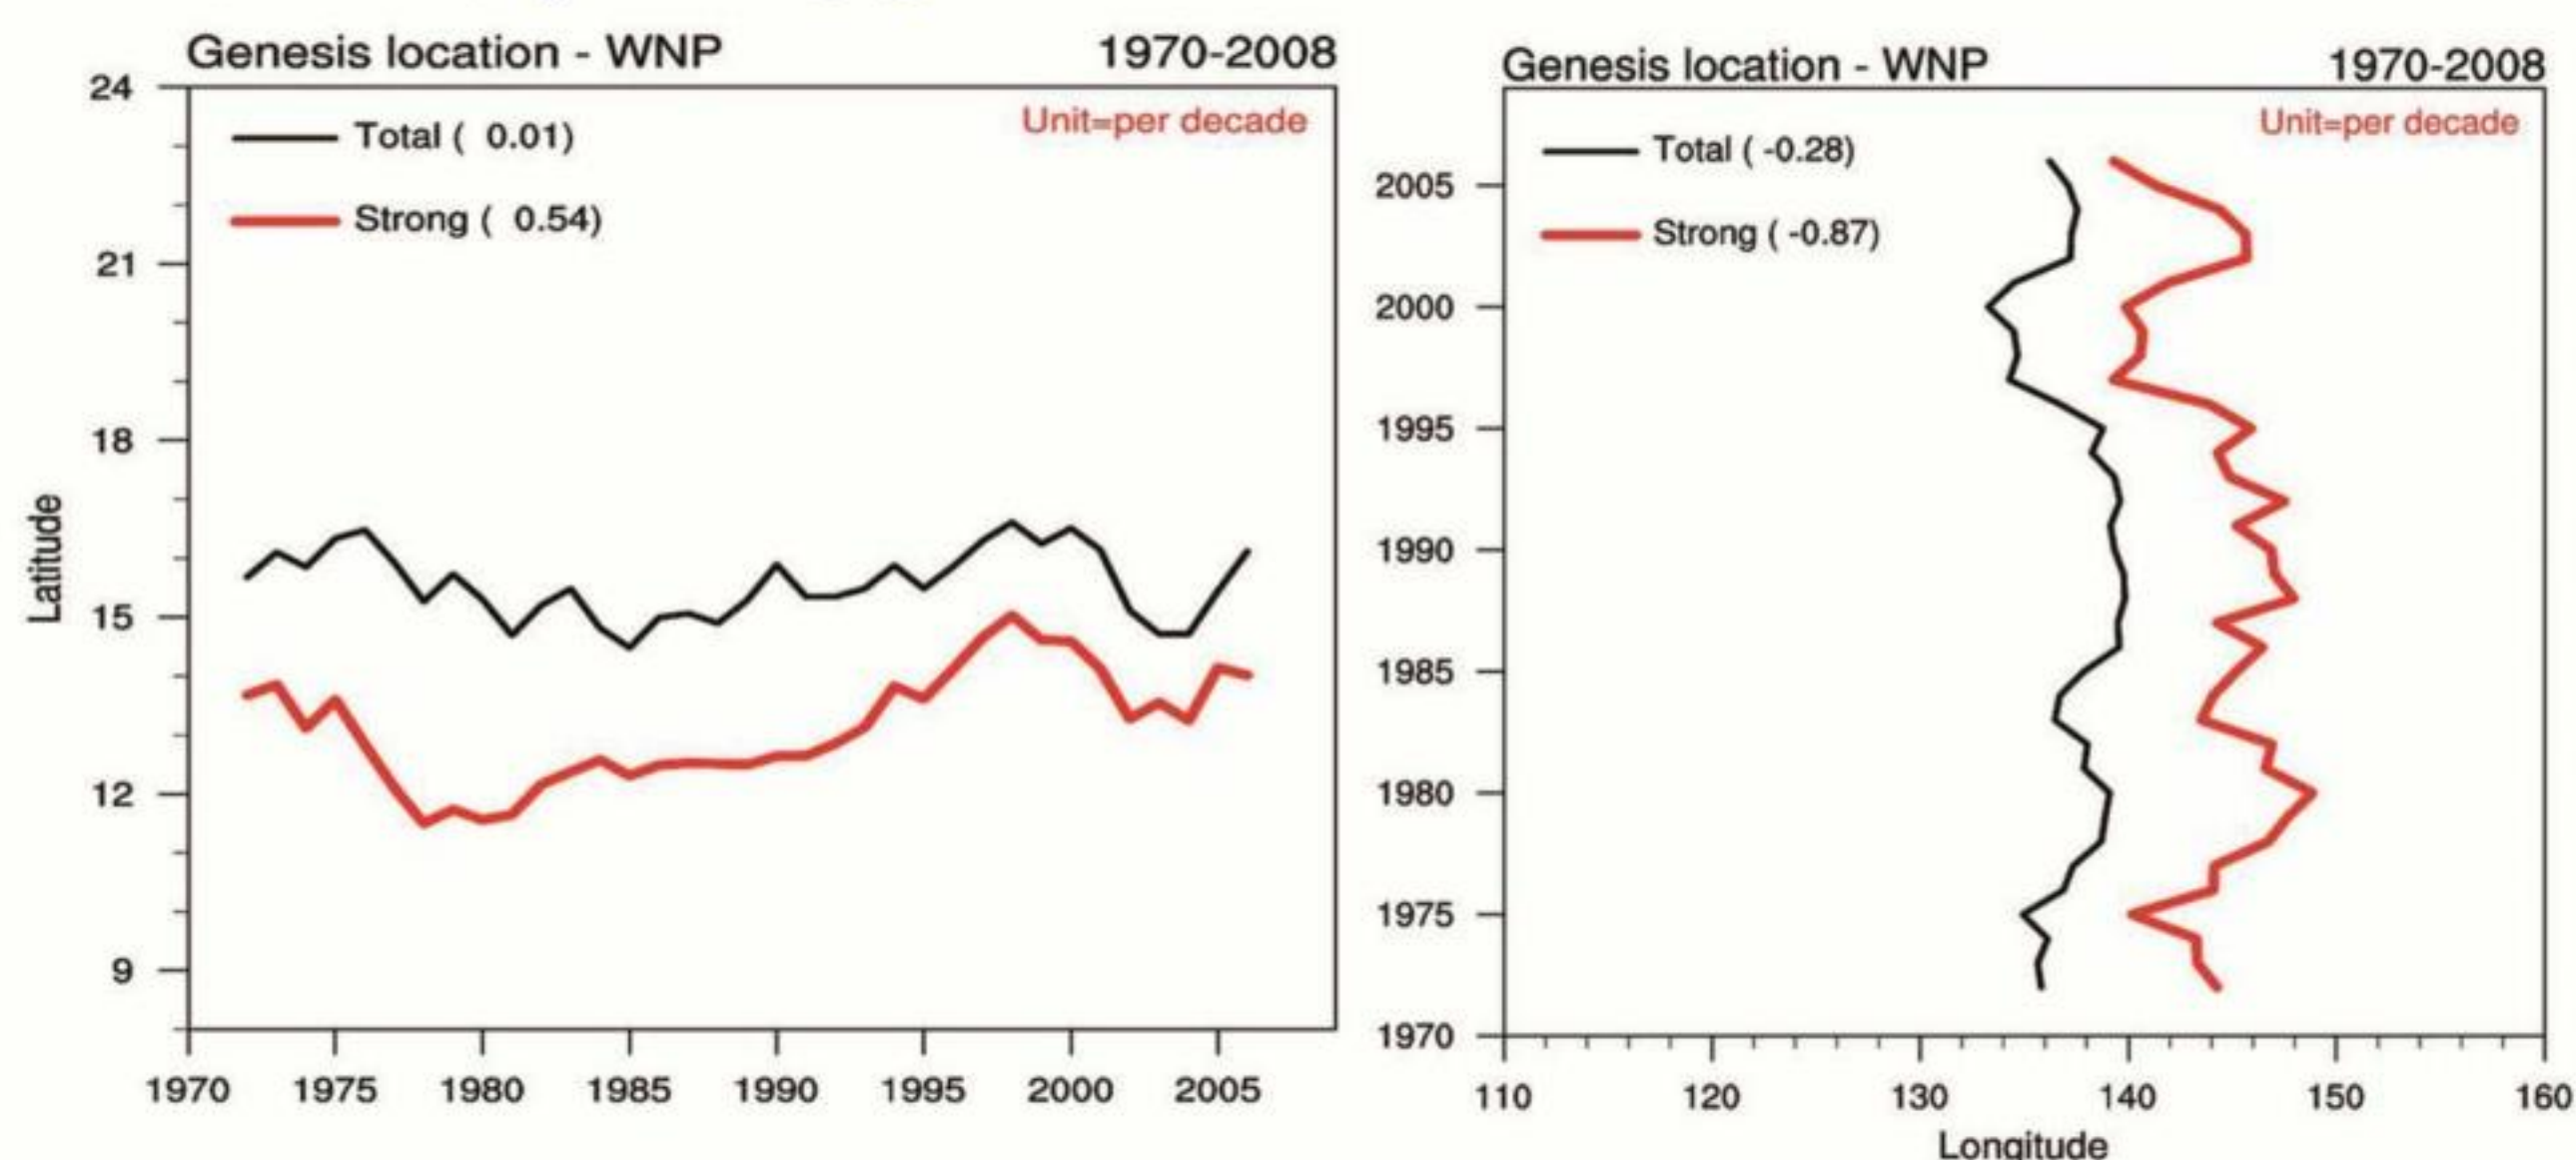 Genesis location - WNP 1970-2008
Unit=per decade
Total ( 0.01)
Strong ( 0.54)
24
21
18
15
12
9
Latitude
1970 1975 1980 1985 1990 1995 2000 2005
Genesis location - WNP 1970-2008
Unit=per decade
Total ( -0.28)
Strong ( -0.87)
2005
2000
1995
1990
1985
1980
1975
1970
110 120 130 140 150 160
Longitude